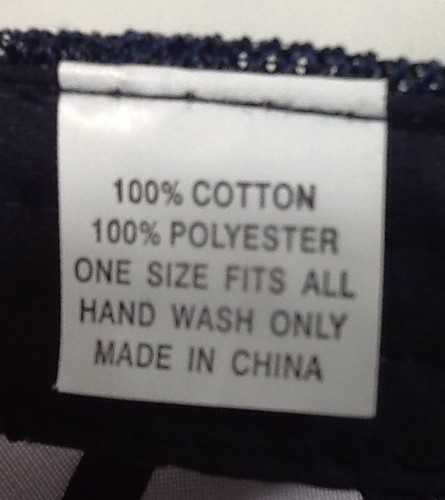 100% COTTON
100% POLYESTER
ONE SIZE FITS ALL
HAND WASH ONLY
MADE IN CHINA